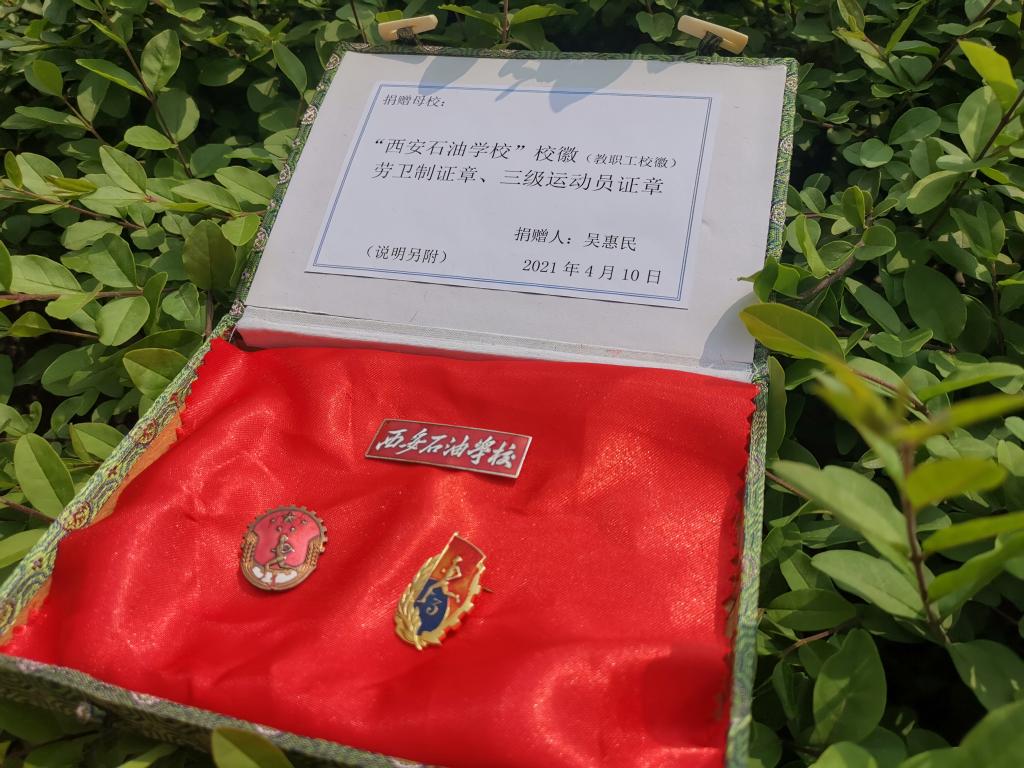 捐赠母校：
“西安石油学校”校徽（教职工校徽）
劳卫制证章、三级运动员证章
捐赠人：吴惠民
（说明另附）
2021年4月10日
西安石油学校
3